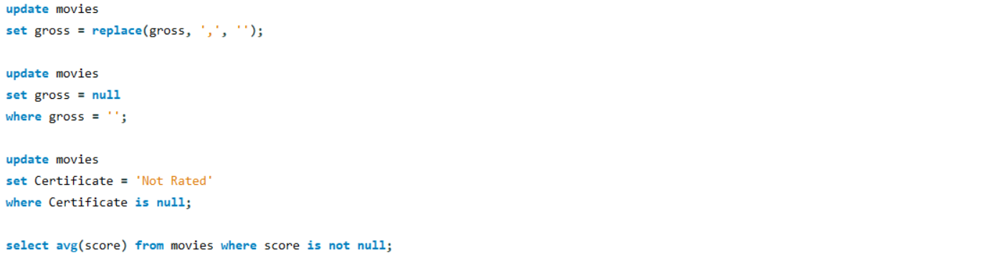 update movies
set gross = replace(gross, ',', '');
update movies
set gross = null
where gross = '';
update movies
set Certificate = 'Not Rated'
where Certificate is null;
select avg(score) from movies where score is not null;